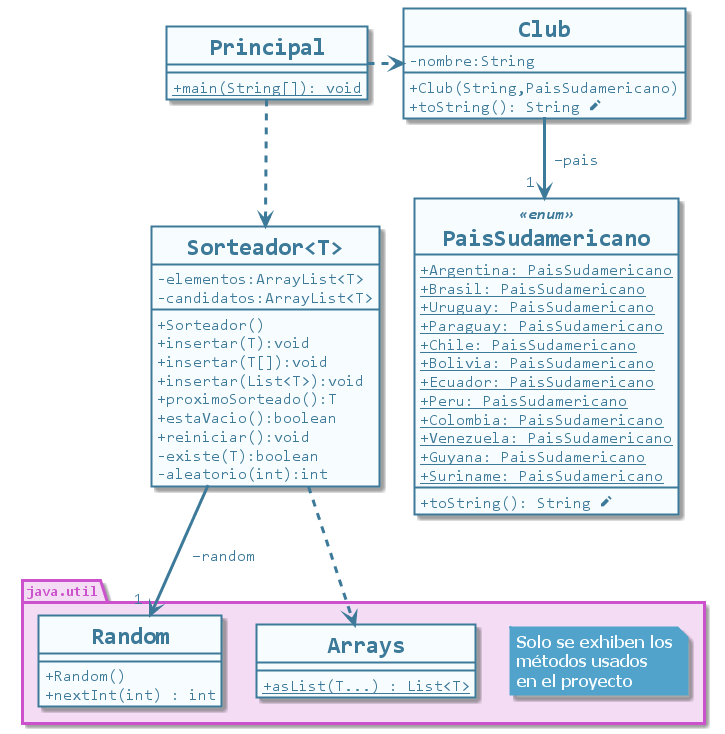 Principal
+main(String[]): void
Club
-nombre:String
+Club(String,PaisSudamericano)
+toString(): String
-pais
1
«enum»
PaisSudamericano
+Argentina: PaisSudamericano
+Brasil: PaisSudamericano
+Uruguay: PaisSudamericano
+Paraguay: PaisSudamericano
+Chile: PaisSudamericano
+Bolivia: PaisSudamericano
+Ecuador: PaisSudamericano
+Peru: PaisSudamericano
+Colombia: PaisSudamericano
+Venezuela: PaisSudamericano
+Guyana: PaisSudamericano
+Suriname: PaisSudamericano
+toString(): String
Sorteador<T>
-elementos:ArrayList<T>
-candidatos:ArrayList<T>
+Sorteador()
+insertar(T):void
+insertar(T[]):void
+insertar(List<T>):void
+proximoSorteado():T
+estaVacio():boolean
+reiniciar():void
-existe(T):boolean
-aleatorio(int):int
-random
1
java.util
Random
+Random()
+nextInt(int) : int
Arrays
+asList(T...) : List<T>
Solo se exhiben los
métodos usados
en el proyecto